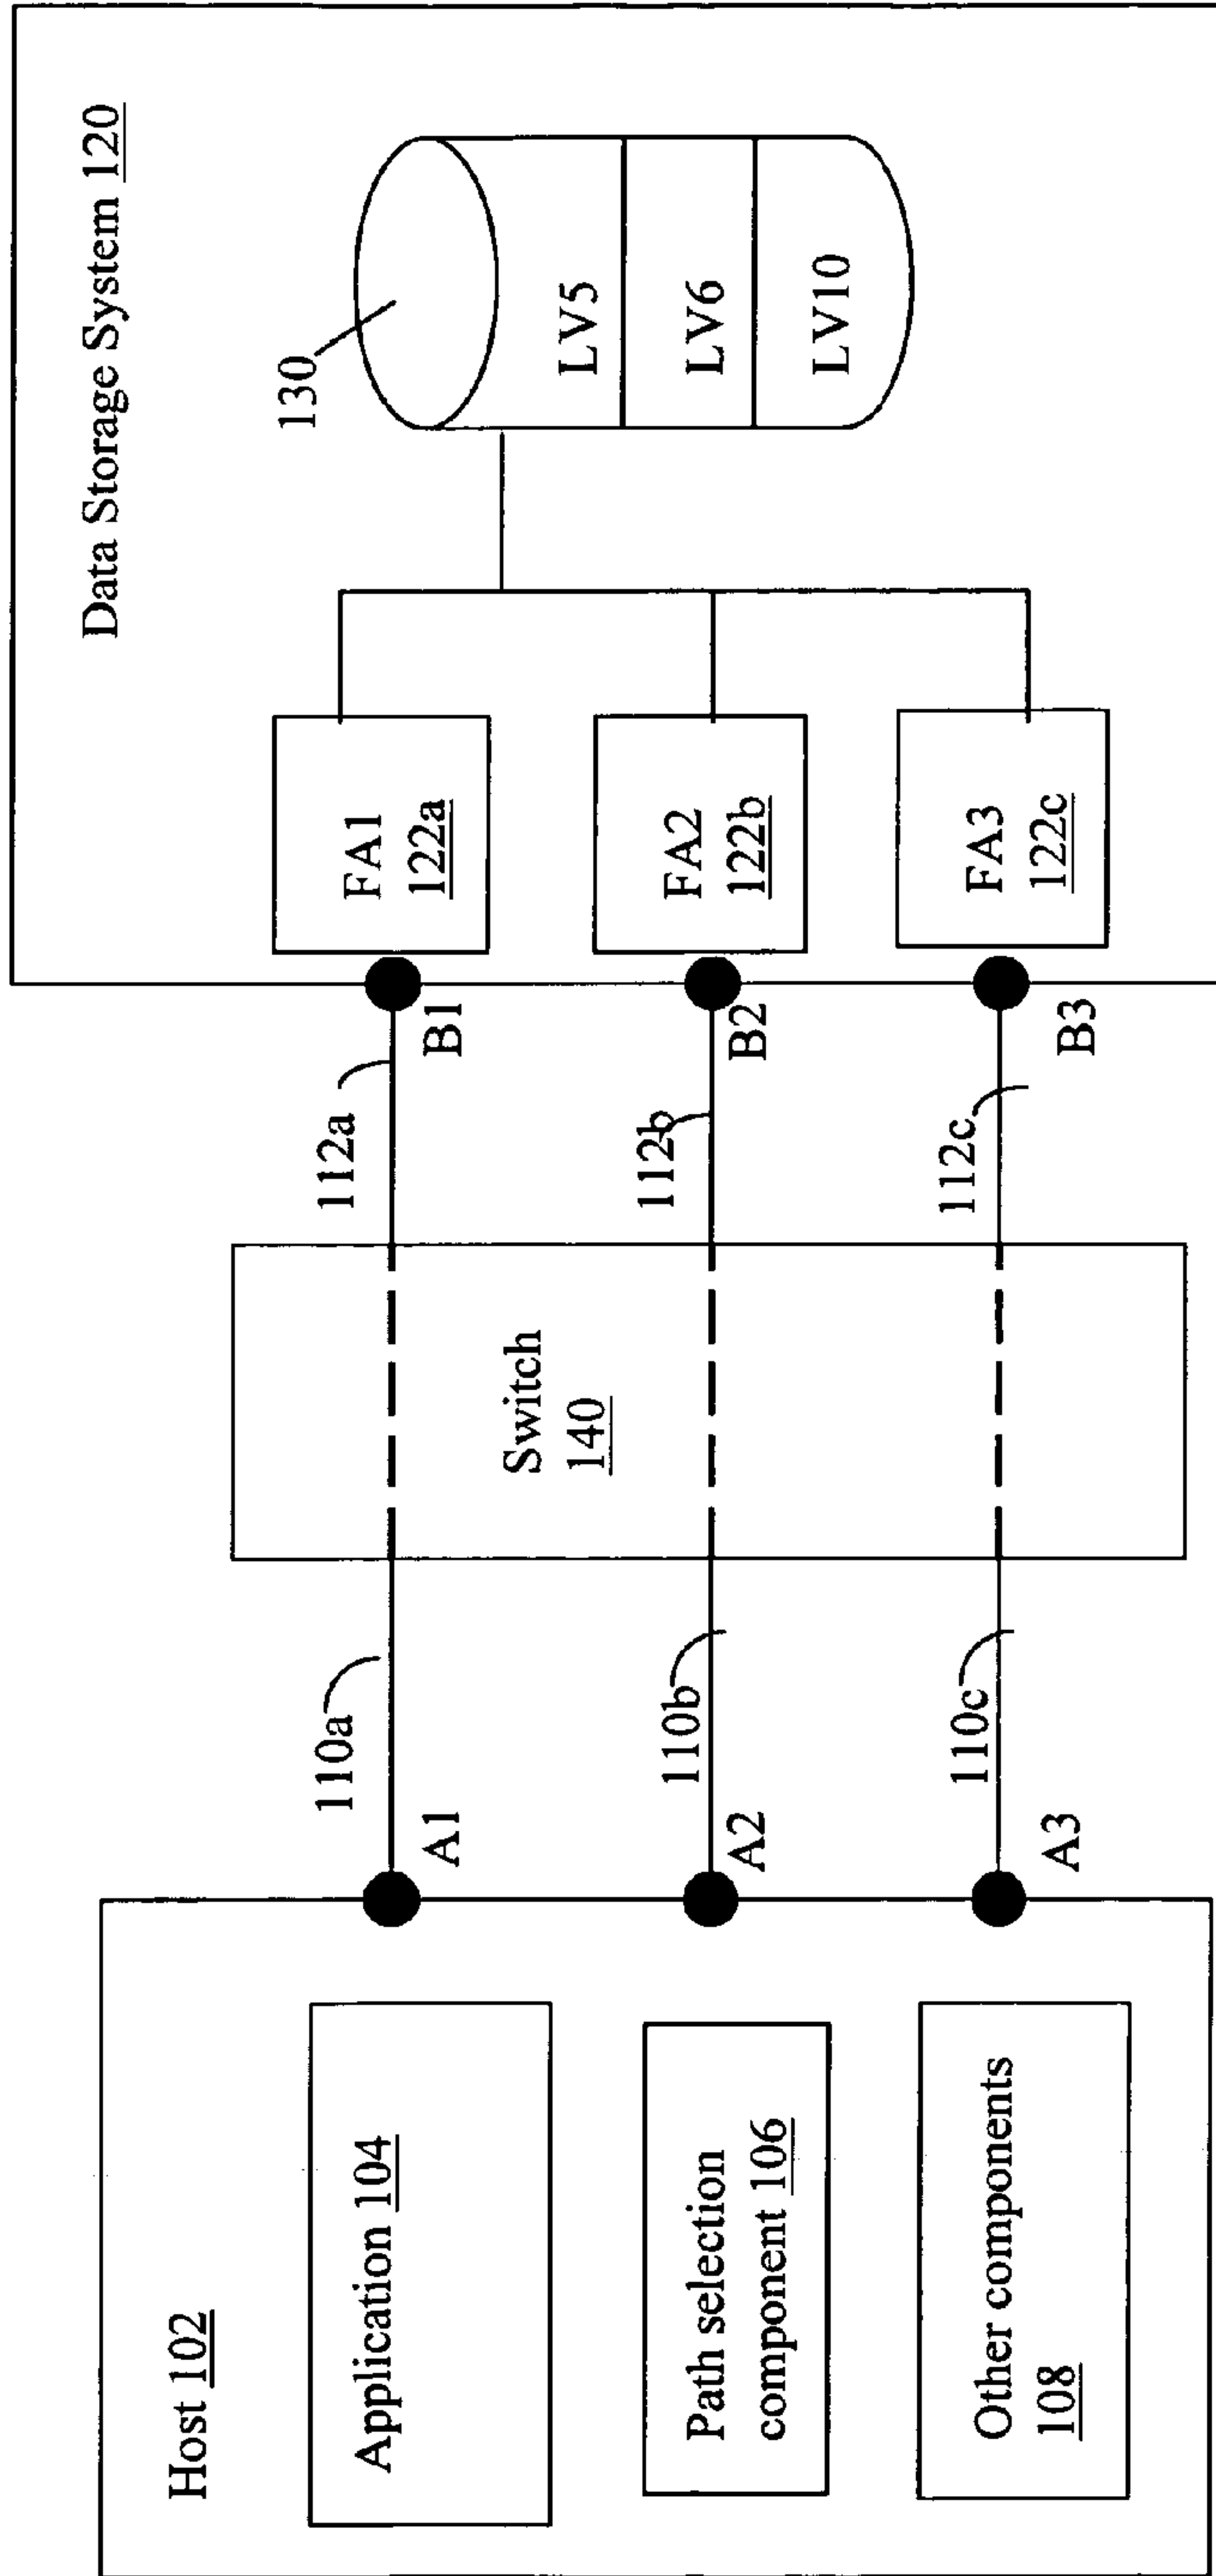 Host 102
Application 104
Path selection
component 106
Other components
108
A1
A2
A3
110a
110b
110c
Switch
140
112a
112b
112c
B1
B2
B3
Data Storage System 120
FA1
122a
FA2
122b
FA3
122c
130
LV5
LV6
LV10